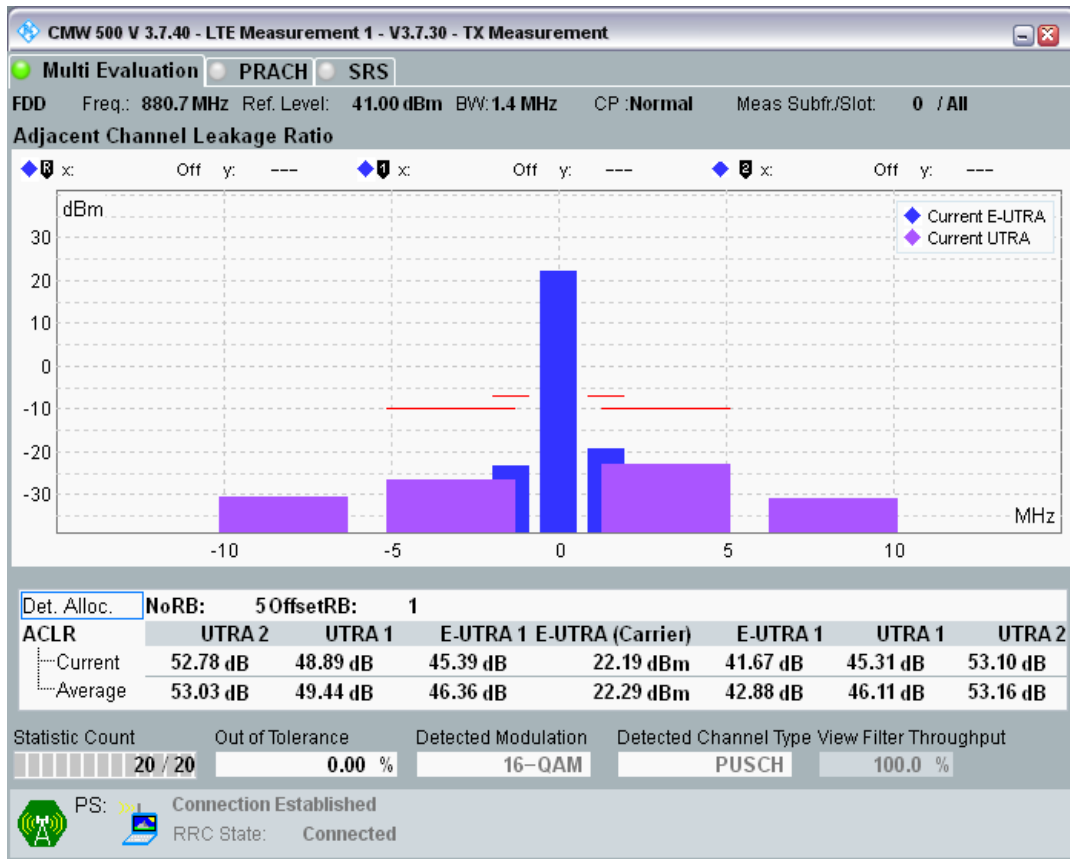 CMW 500 V 3.7.40 - LTE Measurement 1 - V3.7.30 - TX Measurement
Multi Evaluation PRACH SRS
FDD Freq.: 880.7 MHz Ref. Level: 41.00 dBm BW: 1.4 MHz CP :Normal Meas Subfr./Slot: 0 / All
Adjacent Channel Leakage Ratio
R x: Off y: --- 1 x: Off y: --- 2 x: Off y: ---
dBm
Current E-UTRA
Current UTRA
30
20
10
0
-10
-20
-30
MHz
-10 -5 0 5 10
Det. Alloc. NoRB: 5 OffsetRB: 1
ACLR UTRA 2 UTRA 1 E-UTRA 1 E-UTRA (Carrier) E-UTRA 1 UTRA 1 UTRA 2
Current 52.78 dB 48.89 dB 45.39 dB 22.19 dBm 41.67 dB 45.31 dB 53.10 dB
Average 53.03 dB 49.44 dB 46.36 dB 22.29 dBm 42.88 dB 46.11 dB 53.16 dB
Statistic Count Out of Tolerance Detected Modulation Detected Channel Type View Filter Throughput
20 / 20 0.00 % 16-QAM PUSCH 100.0 %
PS: Connection Established
RRC State: Connected